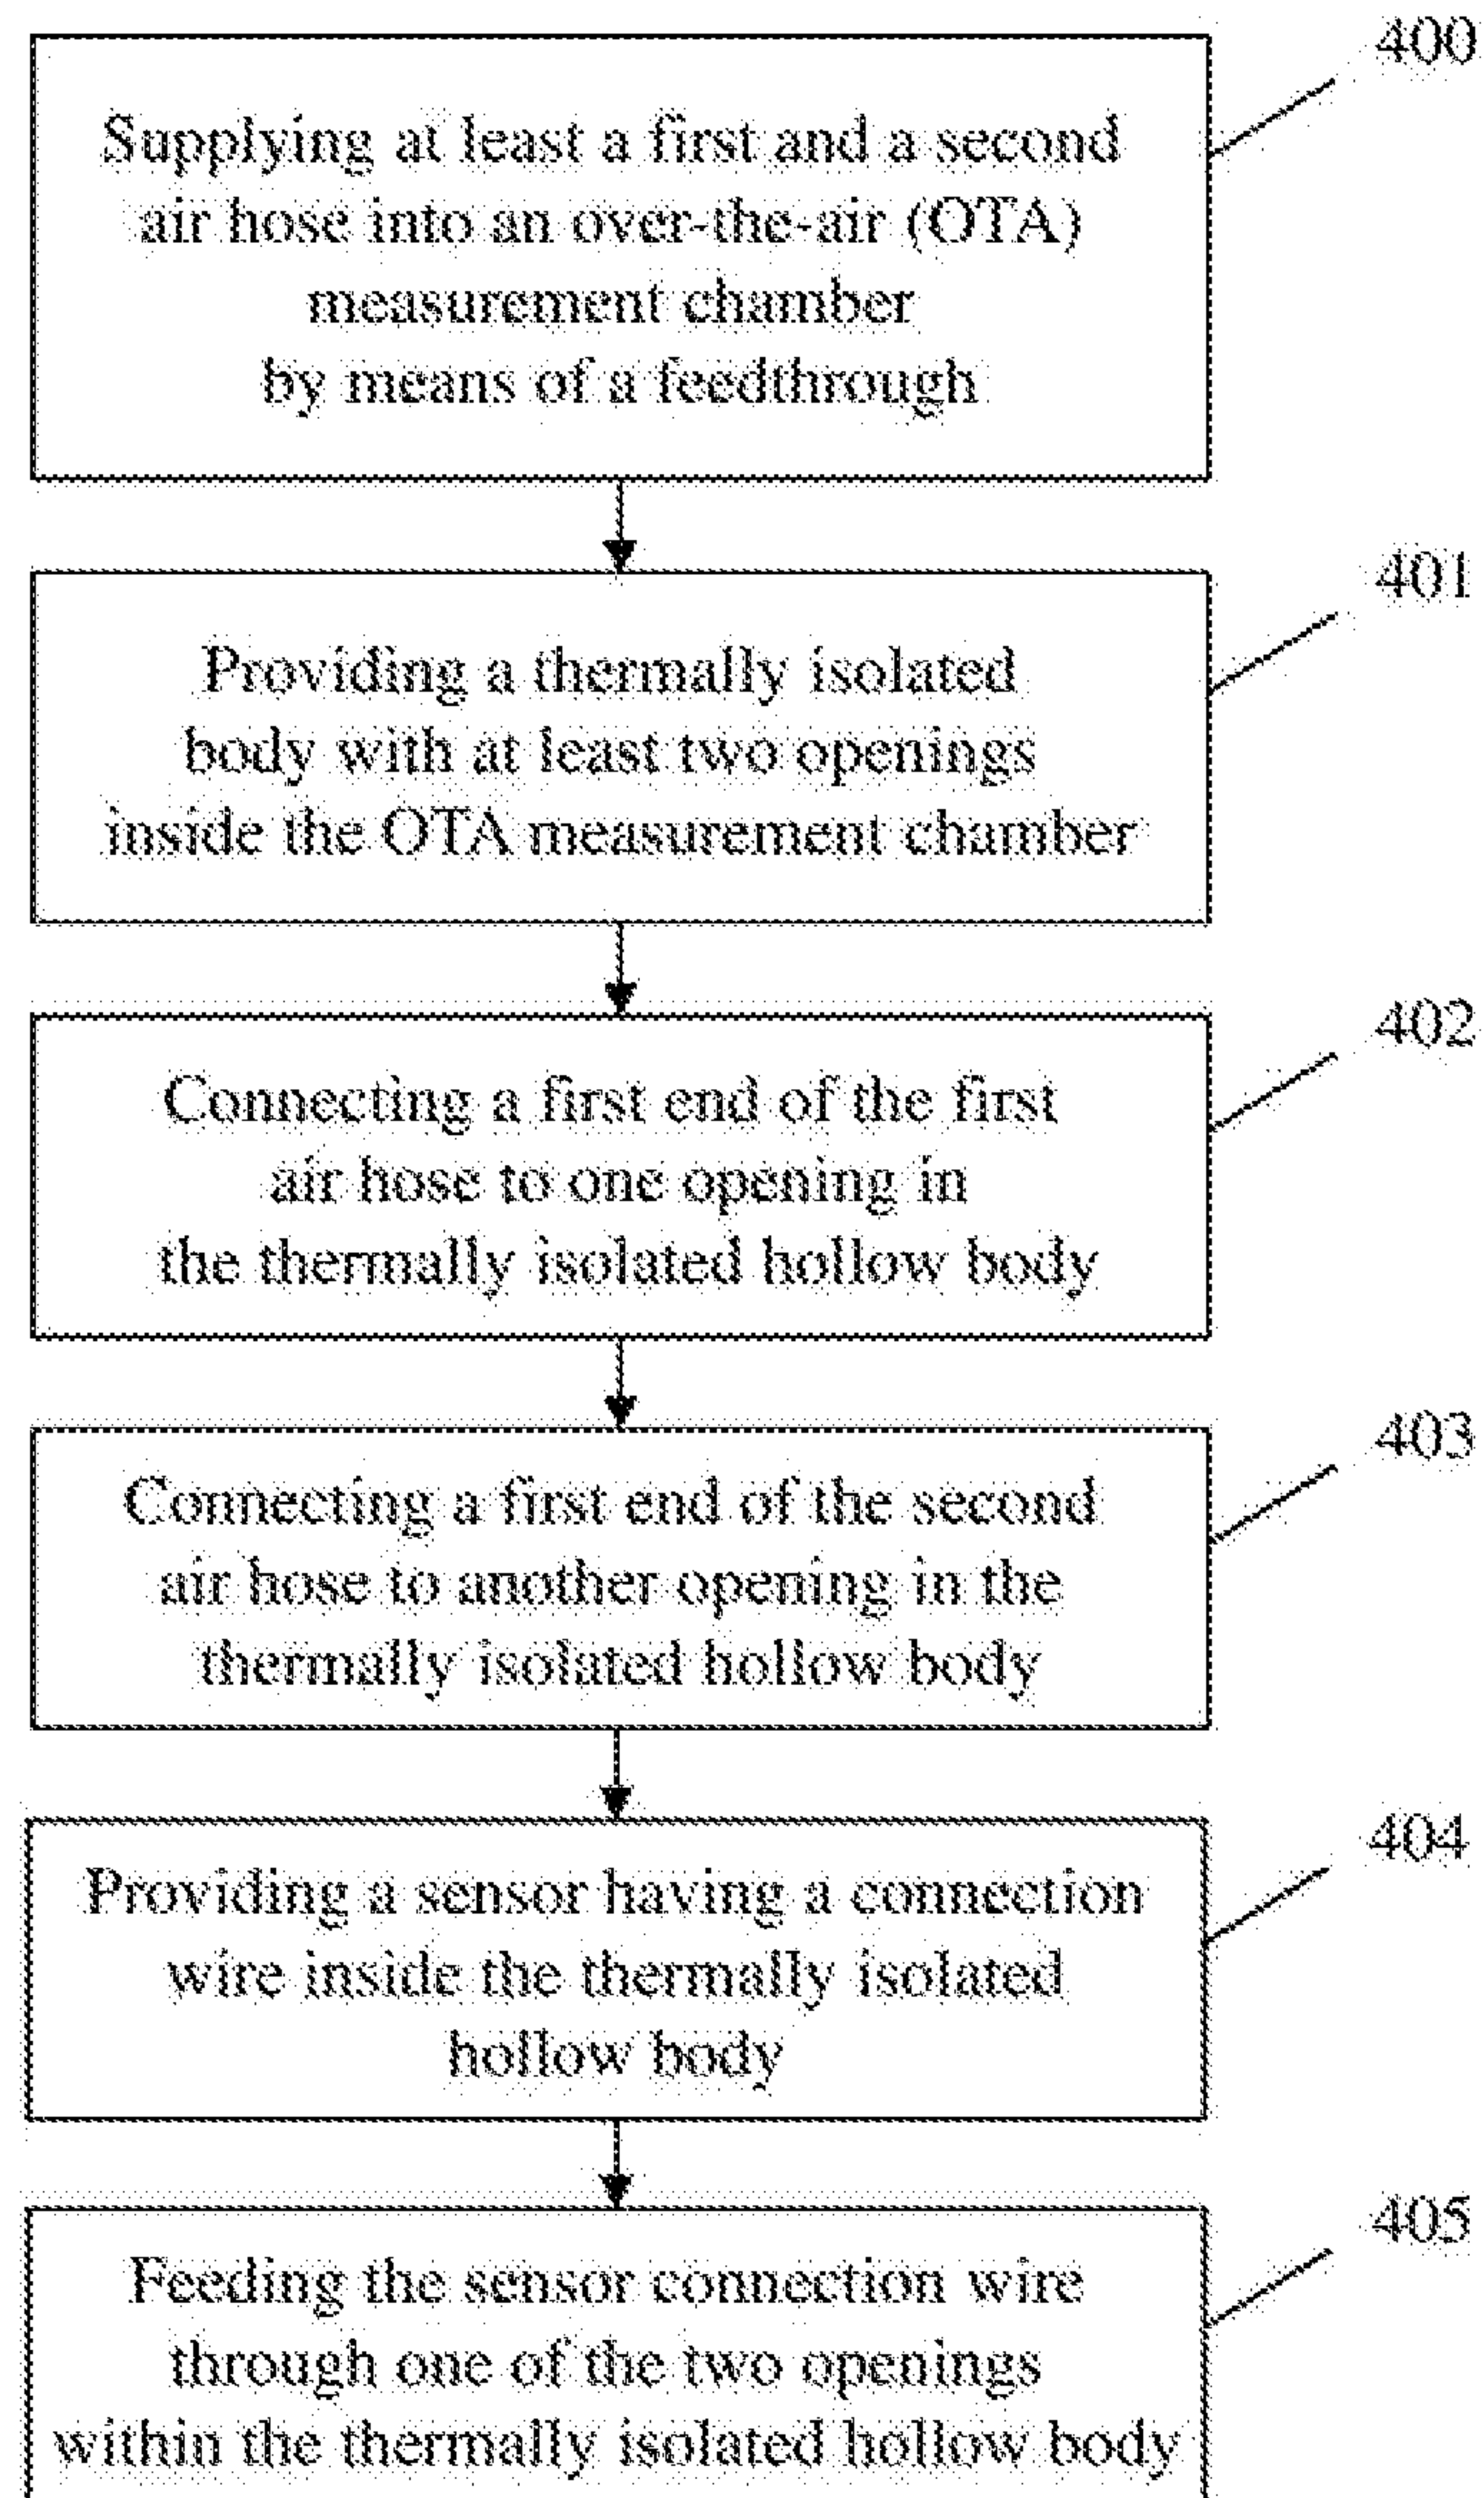 400
Supplying at least a first and a second
air hose into an over-the-air (OTA)
measurement chamber
by means of a feedthrough
401
Providing a thermally isolated
body with at least two openings
inside the OTA measurement chamber
402
Connecting a first end of the first
air hose to one opening in
the thermally isolated hollow body
403
Connecting a first end of the second
air hose to another opening in the
thermally isolated hollow body
404
Providing a sensor having a connection
wire inside the thermally isolated
hollow body
405
Feeding the sensor connection wire
through one of the two openings
within the thermally isolated hollow body